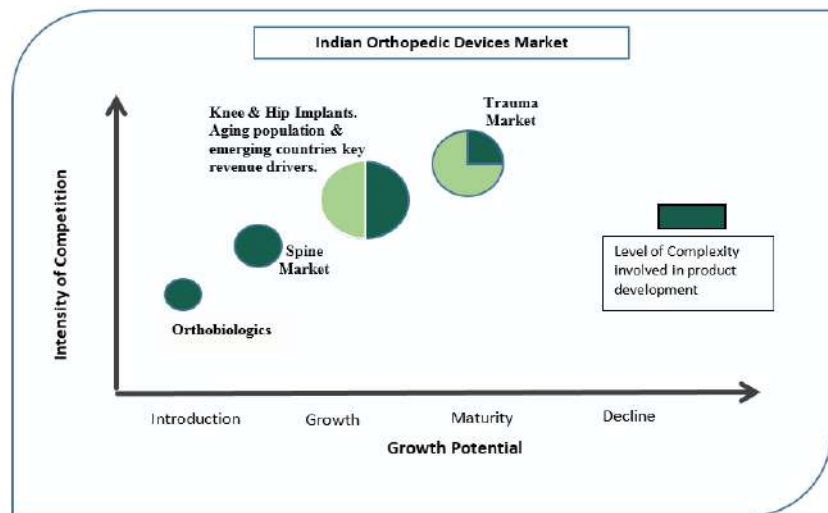 Indian Orthopedic Devices Market
Knee & Hip Implants.
Aging population &
emerging countries key
revenue drivers.
Trauma
Market
Intensity of Competition
Spine
Market
Orthobiologics
Level of Complexity
involved in product
development
Introduction
Growth
Maturity
Decline
Growth Potential